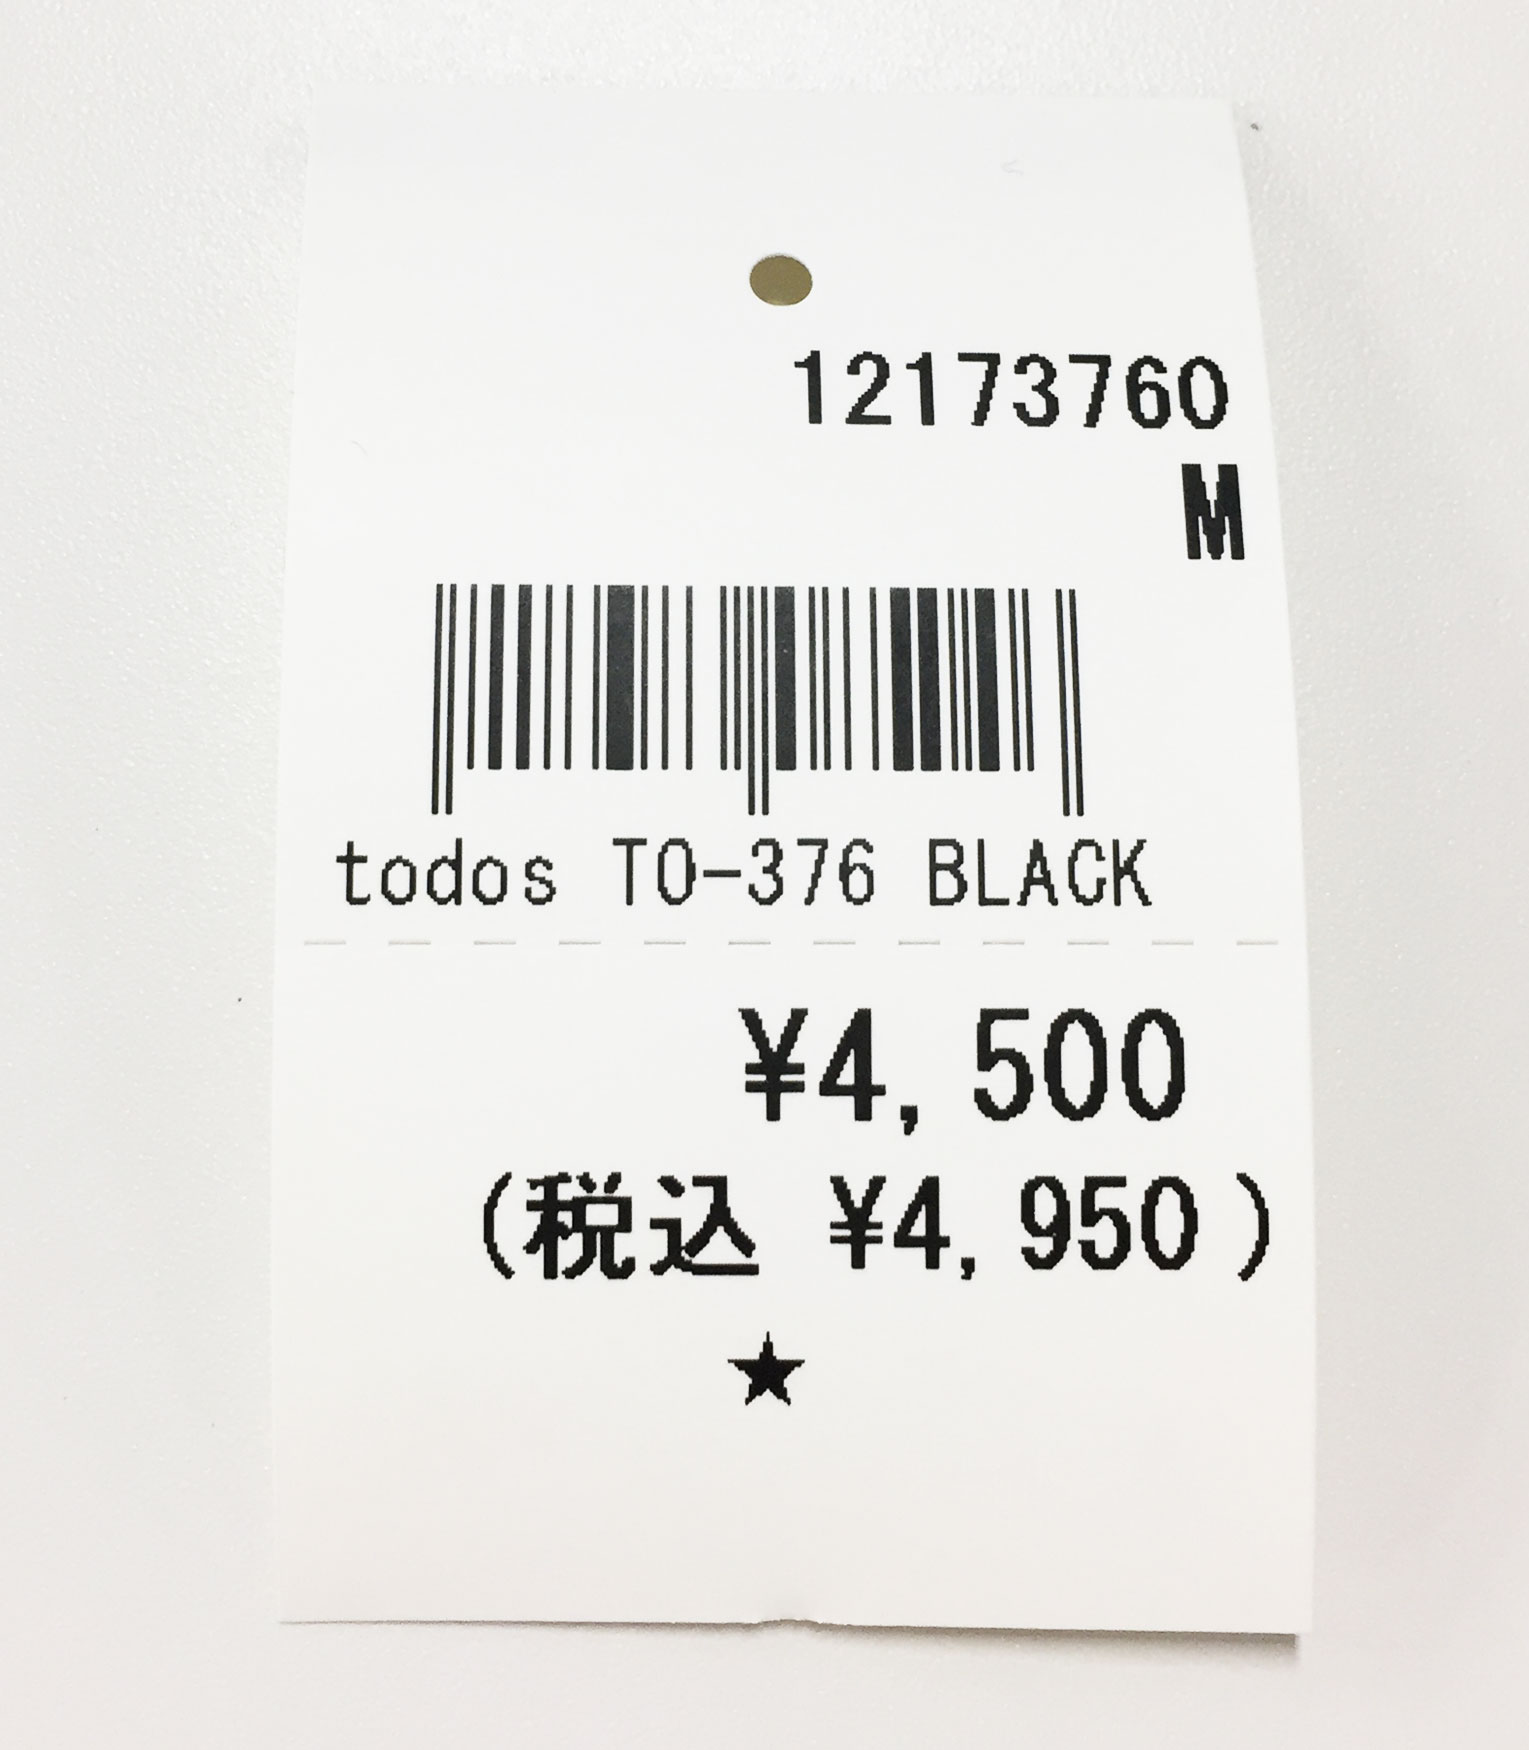 12173760
M
todos TO-376 BLACK
¥4,500
(税込 ¥4,950)
★